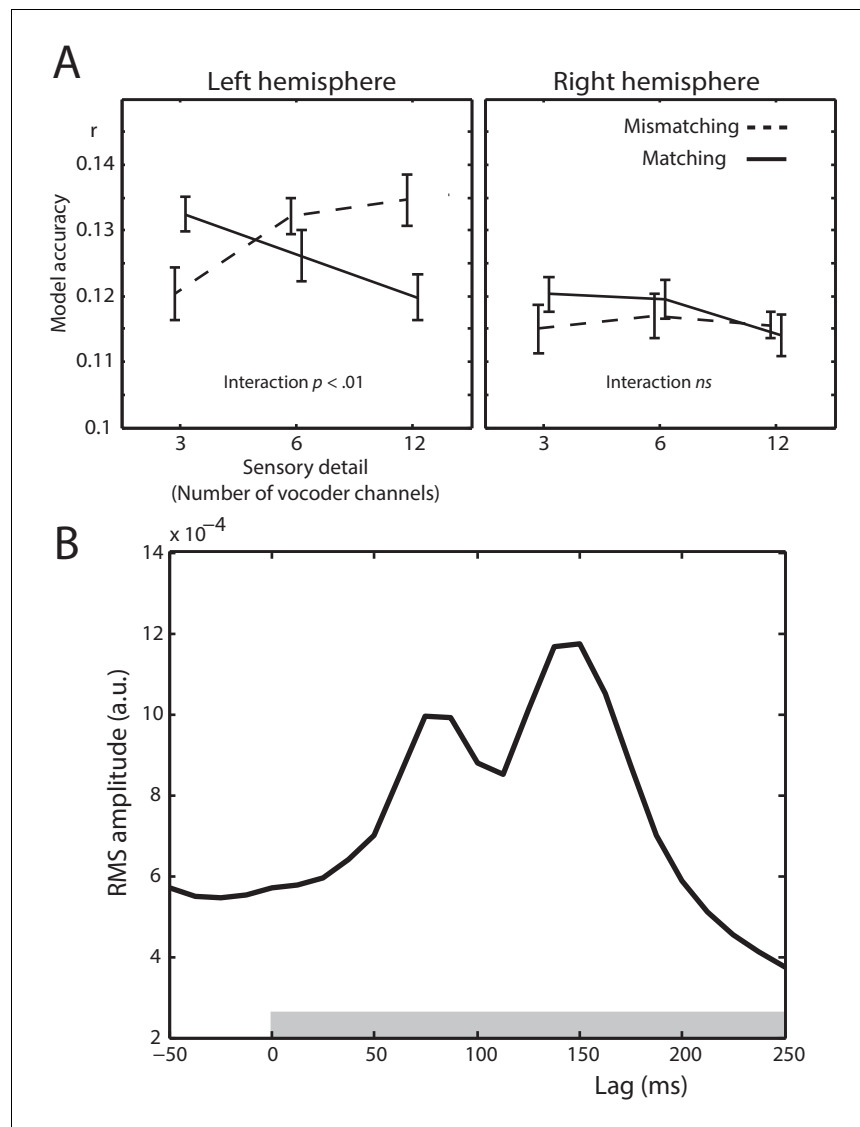 A
Left hemisphere
Right hemisphere
r
0.14
0.13
0.12
0.11
0.1
Model accuracy
Mismatching
Matching
Interaction p < .01
Interaction ns
3 6 12
3 6 12
Sensory detail
(Number of vocoder channels)
B
x 10−4
14
12
10
8
6
4
2
RMS amplitude (a.u.)
−50 0 50 100 150 200 250
Lag (ms)